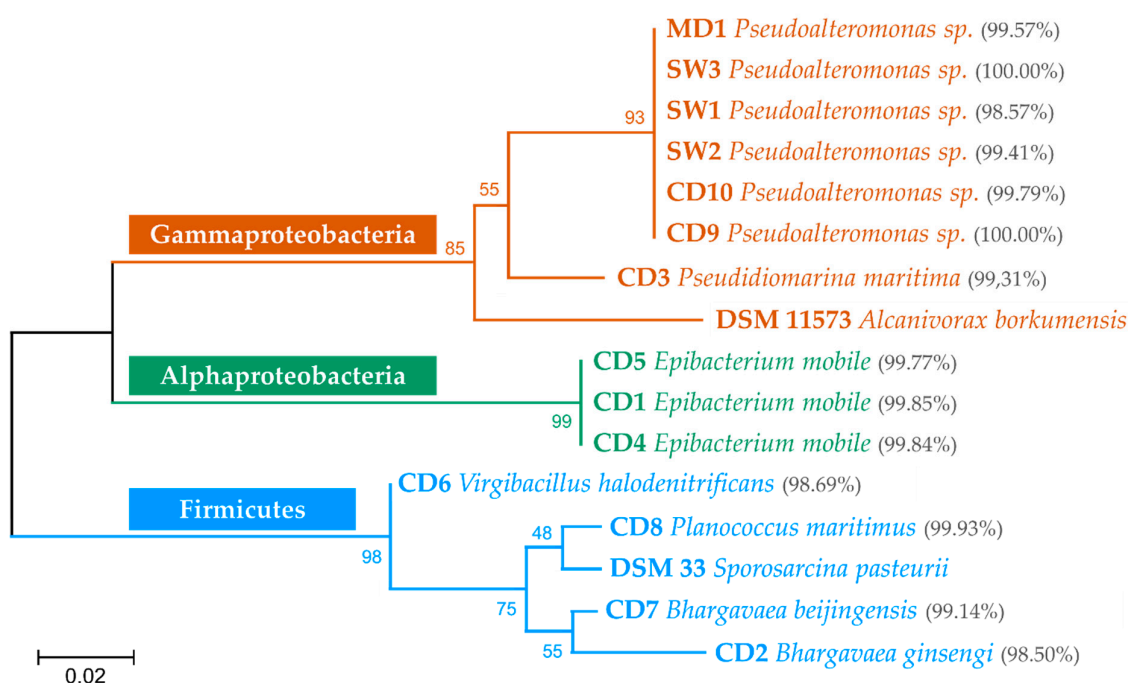 MD1 Pseudoalteromonas sp. (99.57%)
SW3 Pseudoalteromonas sp. (100.00%)
SW1 Pseudoalteromonas sp. (98.57%)
93
SW2 Pseudoalteromonas sp. (99.41%)
CD10 Pseudoalteromonas sp. (99.79%)
55
CD9 Pseudoalteromonas sp. (100.00%)
Gammaproteobacteria
85
CD3 Pseudidiomarina maritima (99,31%)
DSM 11573 Alcanivorax borkumensis
CD5 Epibacterium mobile (99.77%)
Alphaproteobacteria
CD1 Epibacterium mobile (99.85%)
99
CD4 Epibacterium mobile (99.84%)
CD6 Virgibacillus halodenitrificans (98.69%)
Firmicutes
48
CD8 Planococcus maritimus (99.93%)
98
DSM 33 Sporosarcina pasteurii
75
CD7 Bhargavaea beijingensis (99.14%)
55
CD2 Bhargavaea ginsengi (98.50%)
0.02